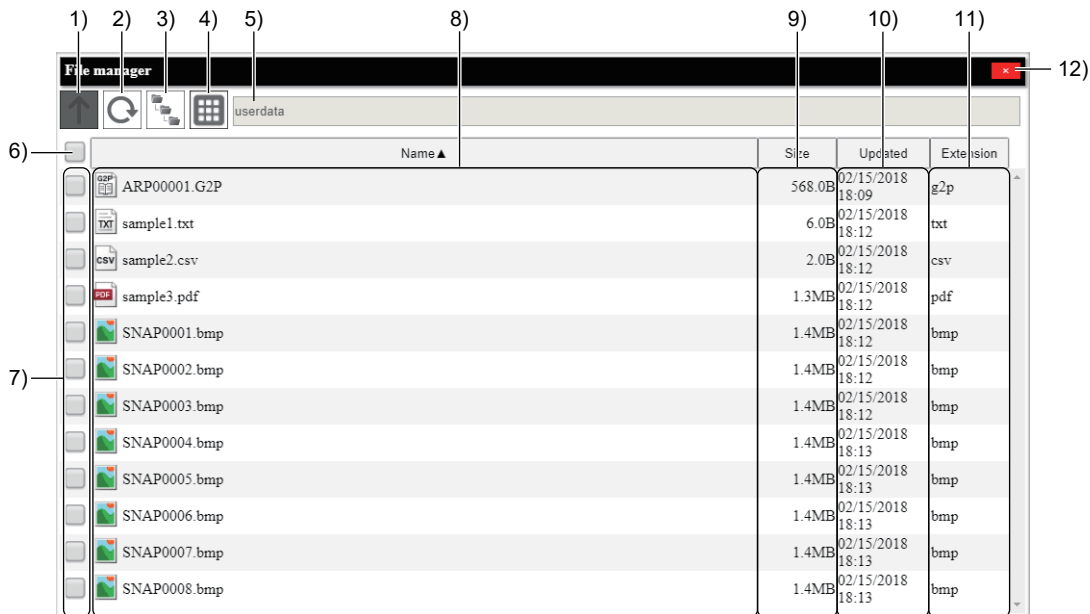 1) 2) 3) 4) 5) 8) 9) 10) 11)
File manager × 12)
userdata
6) Name▲ Size Updated Extension
G2P ARP00001.G2P 568.0B 02/15/2018 18:09 g2p
TXT sample1.txt 6.0B 02/15/2018 18:12 txt
CSV sample2.csv 2.0B 02/15/2018 18:12 csv
PDF sample3.pdf 1.3MB 02/15/2018 18:12 pdf
SNAP0001.bmp 1.4MB 02/15/2018 18:12 bmp
7) SNAP0002.bmp 1.4MB 02/15/2018 18:12 bmp
SNAP0003.bmp 1.4MB 02/15/2018 18:12 bmp
SNAP0004.bmp 1.4MB 02/15/2018 18:13 bmp
SNAP0005.bmp 1.4MB 02/15/2018 18:13 bmp
SNAP0006.bmp 1.4MB 02/15/2018 18:13 bmp
SNAP0007.bmp 1.4MB 02/15/2018 18:13 bmp
SNAP0008.bmp 1.4MB 02/15/2018 18:13 bmp